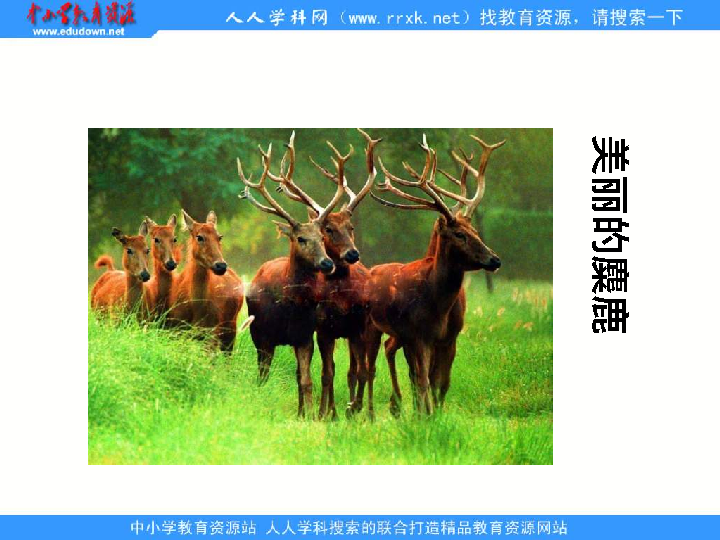 中小学教育资源
www.edudown.net
人人学科网（www.rrxk.net）找教育资源，请搜索一下
美丽的麋鹿
中小学教育资源站 人人学科搜索的联合打造精品教育资源网站